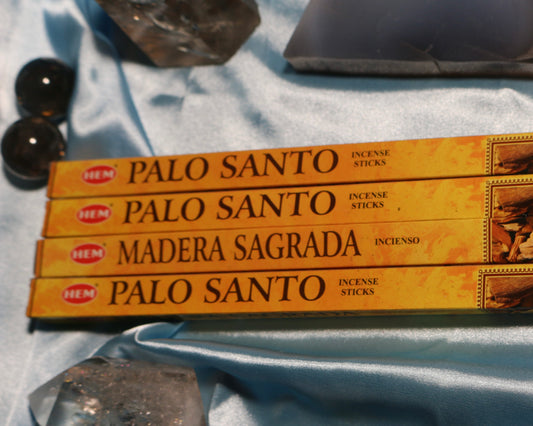 HEM PALO SANTO INCENSE STICKS
HEM PALO SANTO INCENSE STICKS
HEM MADERA SAGRADA INCIENSO
HEM PALO SANTO INCENSE STICKS